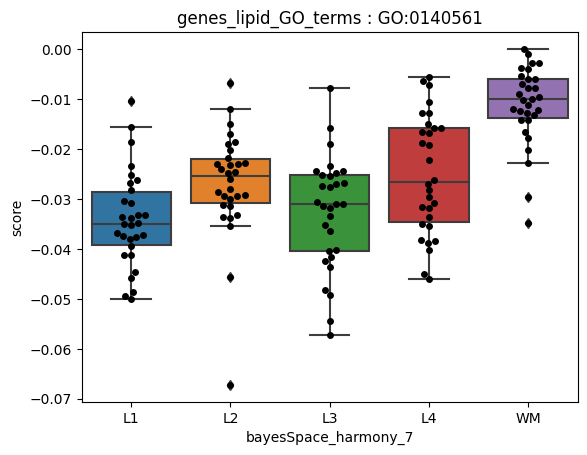 genes_lipid_GO_terms : GO:0140561
0.00
−0.01
−0.02
−0.03
−0.04
−0.05
−0.06
−0.07
score
L1 L2 L3 L4 WM
bayesSpace_harmony_7